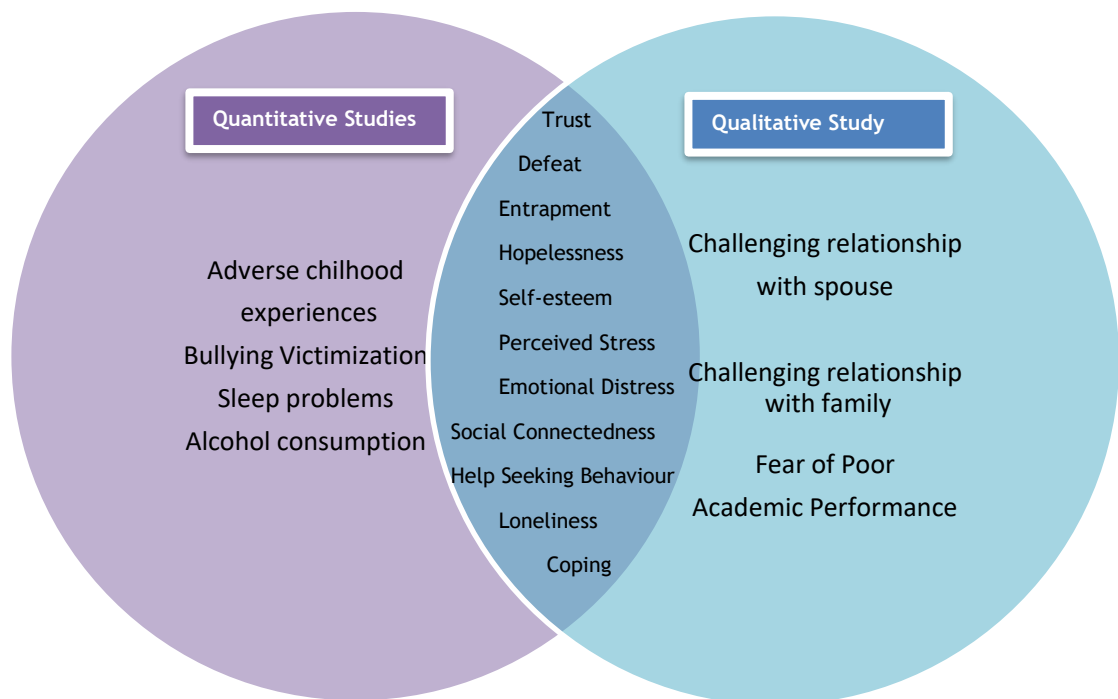 Quantitative Studies
Adverse chilhood
experiences
Bullying Victimization
Sleep problems
Alcohol consumption
Trust
Defeat
Entrapment
Hopelessness
Self-esteem
Perceived Stress
Emotional Distress
Social Connectedness
Help Seeking Behaviour
Loneliness
Coping
Qualitative Study
Challenging relationship
with spouse
Challenging relationship
with family
Fear of Poor
Academic Performance